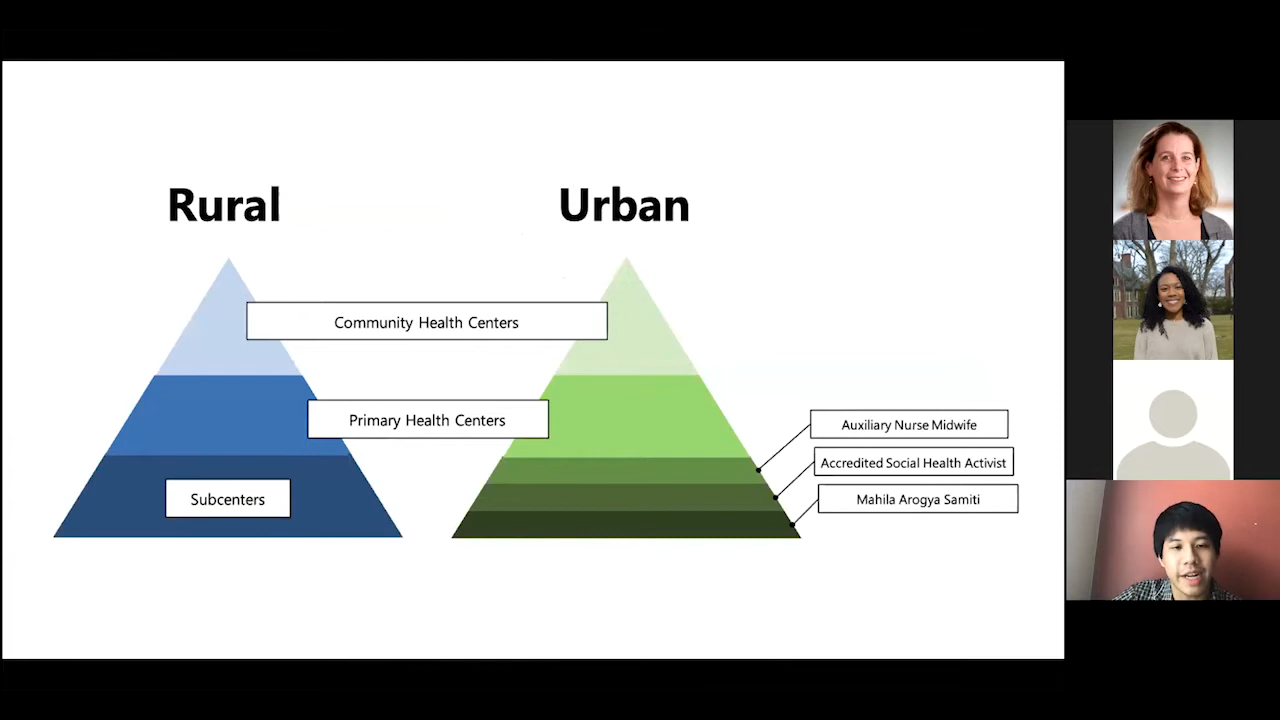 Rural
Urban
Community Health Centers
Primary Health Centers
Subcenters
Auxiliary Nurse Midwife
Accredited Social Health Activist
Mahila Arogya Samiti